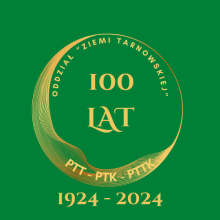 ODDZIAŁ "ZIEMI TARNOWSKIEJ"
100
LAT
PTT - PTK - PTTK
1924 - 2024